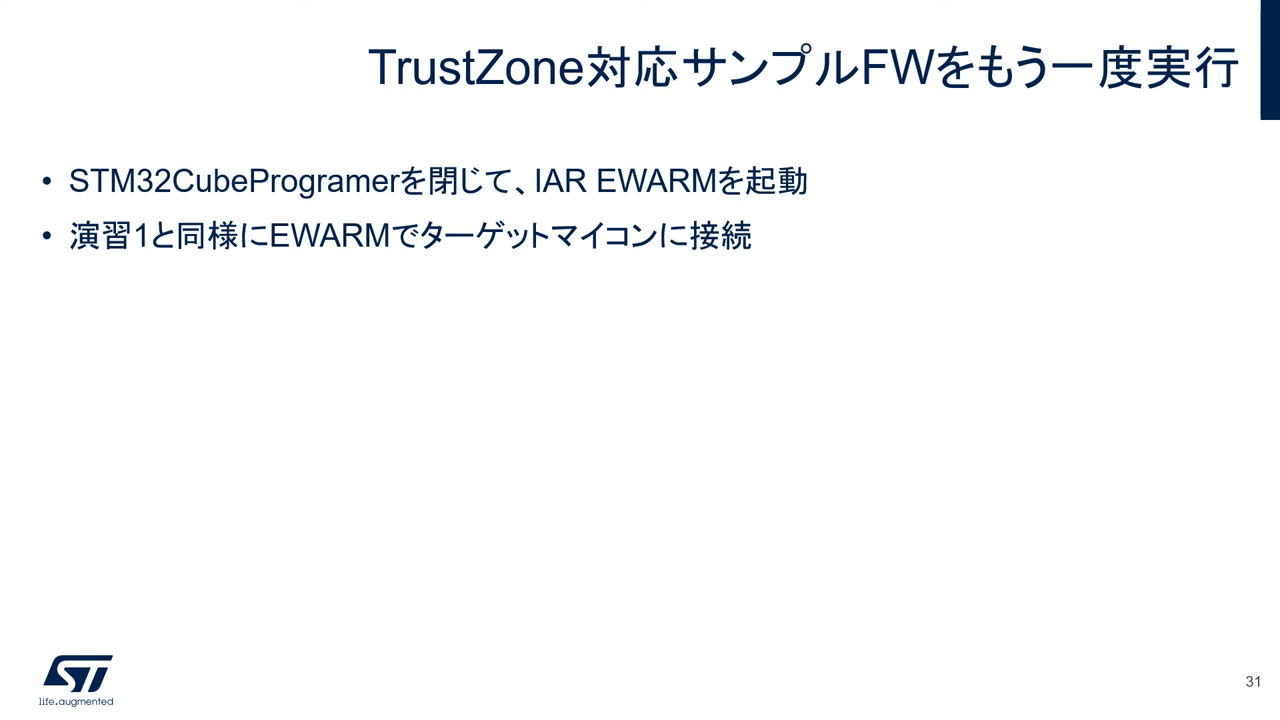 TrustZone対応サンプルFWをもう一度実行
• STM32CubeProgramerを閉じて、IAR EWARMを起動
• 演習1と同様にEWARMでターゲットマイコンに接続
ST
life.augmented
31